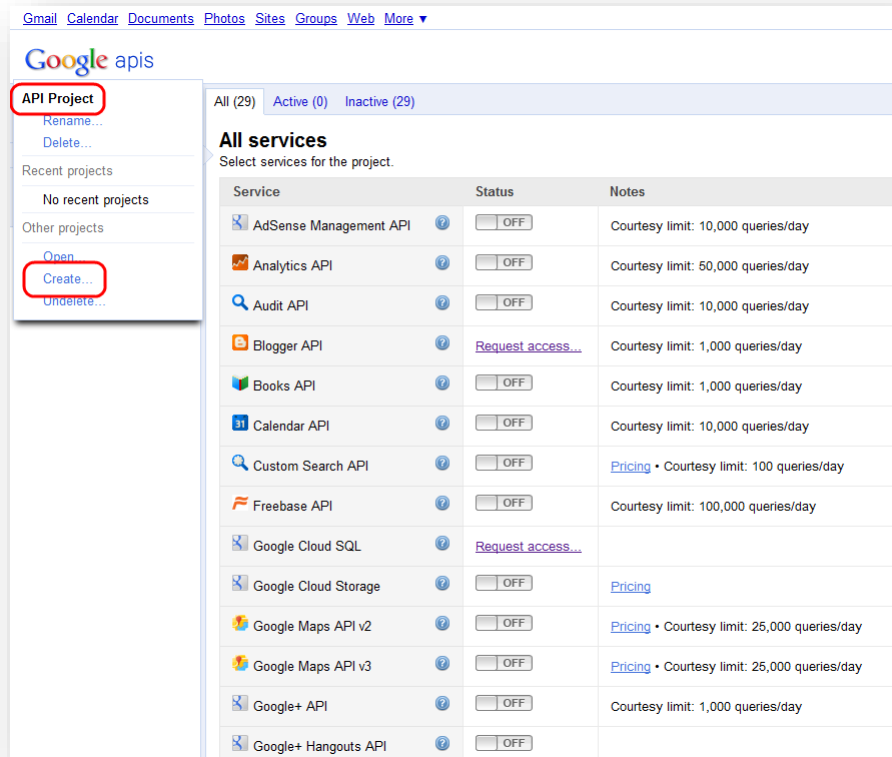 Gmail Calendar Documents Photos Sites Groups Web More ▼
Google apis
API Project
Rename...
Delete...
Recent projects
No recent projects
Other projects
Open...
Create...
Undelete...
All (29) Active (0) Inactive (29)
All services
Select services for the project.
Service Status Notes
AdSense Management API ? OFF Courtesy limit: 10,000 queries/day
Analytics API ? OFF Courtesy limit: 50,000 queries/day
Audit API ? OFF Courtesy limit: 10,000 queries/day
Blogger API ? Request access... Courtesy limit: 1,000 queries/day
Books API ? OFF Courtesy limit: 1,000 queries/day
31 Calendar API ? OFF Courtesy limit: 10,000 queries/day
Custom Search API ? OFF Pricing • Courtesy limit: 100 queries/day
Freebase API ? OFF Courtesy limit: 100,000 queries/day
Google Cloud SQL ? Request access...
Google Cloud Storage ? OFF Pricing
Google Maps API v2 ? OFF Pricing • Courtesy limit: 25,000 queries/day
Google Maps API v3 ? OFF Pricing • Courtesy limit: 25,000 queries/day
Google+ API ? OFF Courtesy limit: 1,000 queries/day
Google+ Hangouts API ? OFF